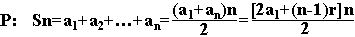 P: Sn=a₁+a₂+…+aₙ=(a₁+aₙ)n/2=[2a₁+(n-1)r]n/2